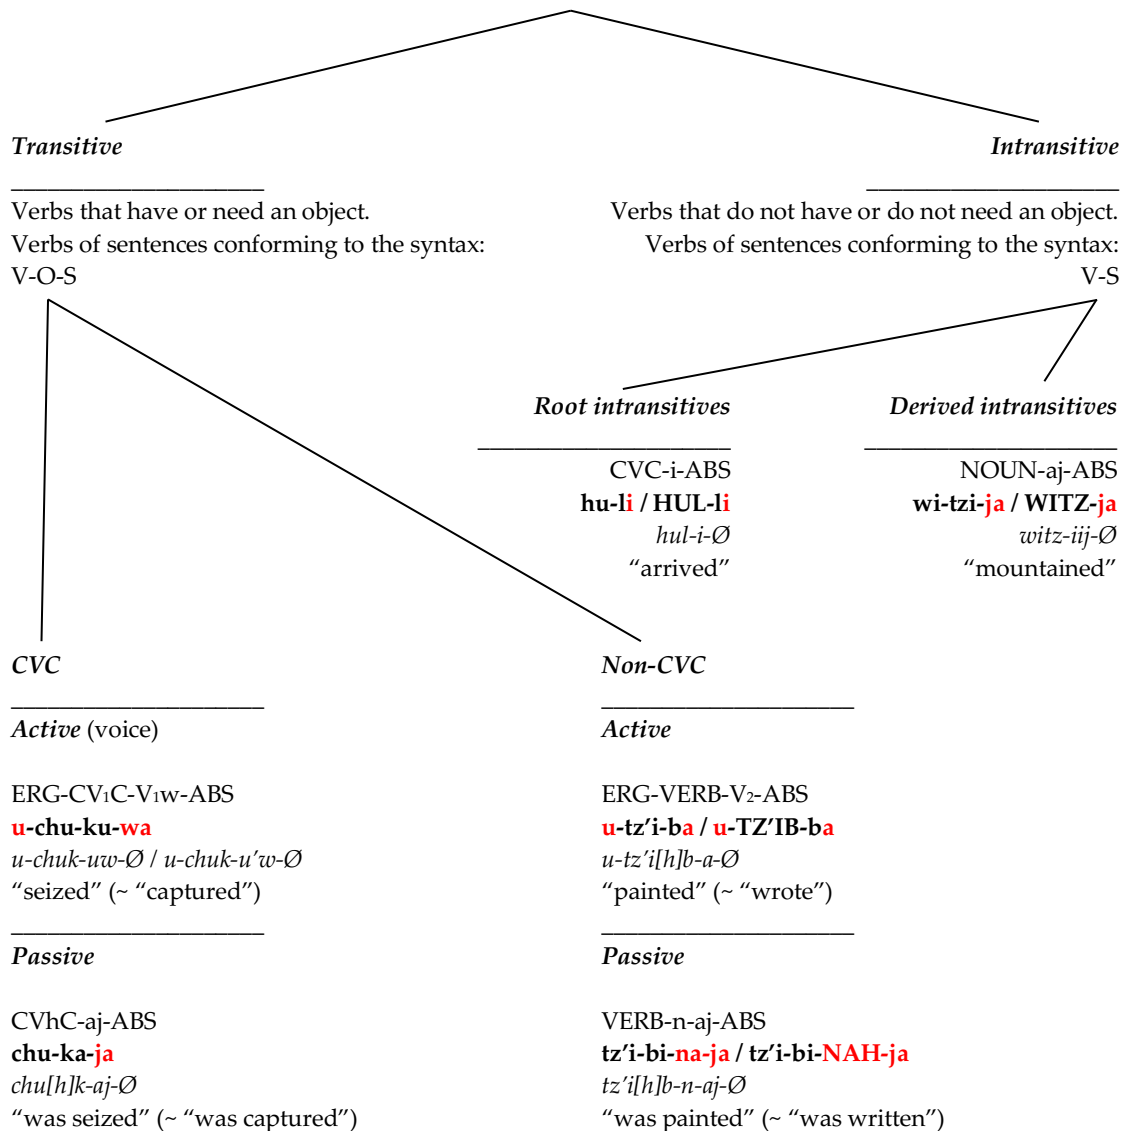 Transitive
Intransitive
Verbs that have or need an object.
Verbs of sentences conforming to the syntax:
V-O-S
Verbs that do not have or do not need an object.
Verbs of sentences conforming to the syntax:
V-S
Root intransitives
CVC-i-ABS
hu-li / HUL-li
hul-i-Ø
“arrived”
Derived intransitives
NOUN-aj-ABS
wi-tzi-ja / WITZ-ja
witz-iij-Ø
“mountained”
CVC
Active (voice)
ERG-CV₁C-V₁w-ABS
u-chu-ku-wa
u-chuk-uw-Ø / u-chuk-u’w-Ø
“seized” (~ “captured”)
Passive
CVhC-aj-ABS
chu-ka-ja
chu[h]k-aj-Ø
“was seized” (~ “was captured”)
Non-CVC
Active
ERG-VERB-V₂-ABS
u-tz’i-ba / u-TZ’IB-ba
u-tz’i[h]b-a-Ø
“painted” (~ “wrote”)
Passive
VERB-n-aj-ABS
tz’i-bi-na-ja / tz’i-bi-NAH-ja
tz’i[h]b-n-aj-Ø
“was painted” (~ “was written”)